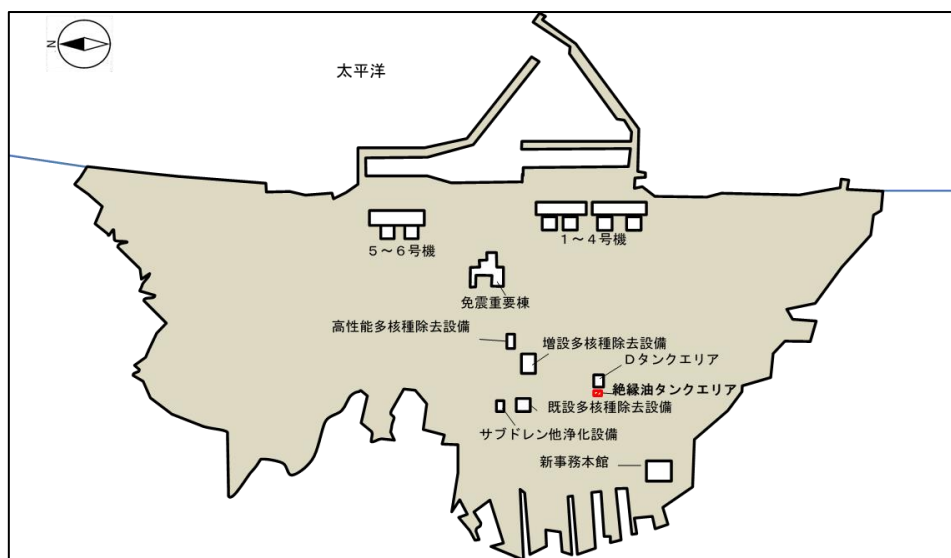 N
太平洋
5～6号機
1～4号機
免震重要棟
高性能多核種除去設備
増設多核種除去設備
Dタンクエリア
絶縁油タンクエリア
既設多核種除去設備
サブドレン他浄化設備
新事務本館